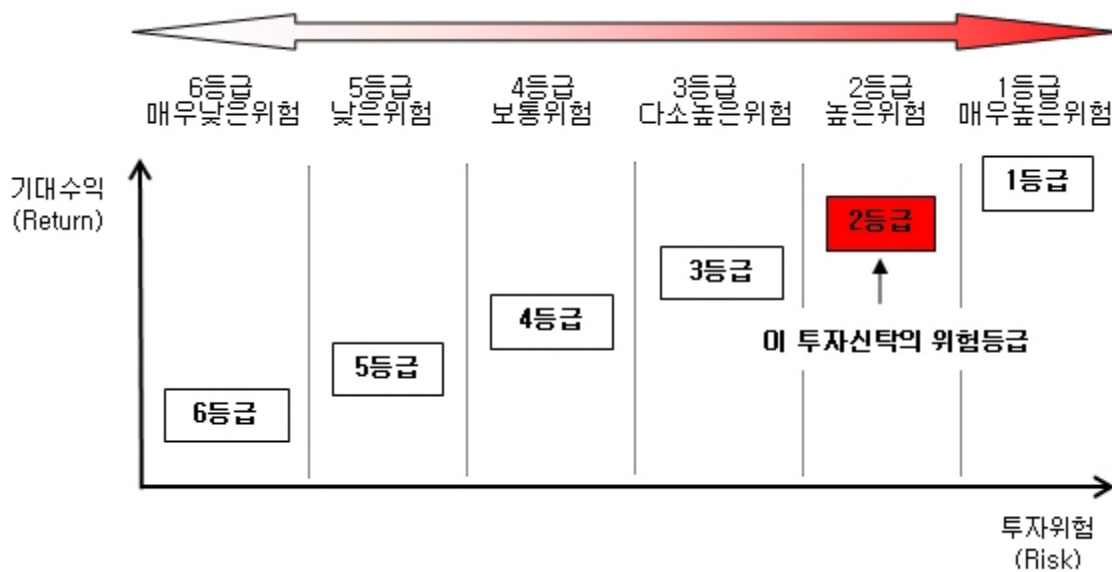 6등급 5등급 4등급 3등급 2등급 1등급
매우낮은위험 낮은위험 보통위험 다소높은위험 높은위험 매우높은위험
기대수익
(Return)
1등급
2등급
3등급
4등급
이 투자신탁의 위험등급
5등급
6등급
투자위험
(Risk)